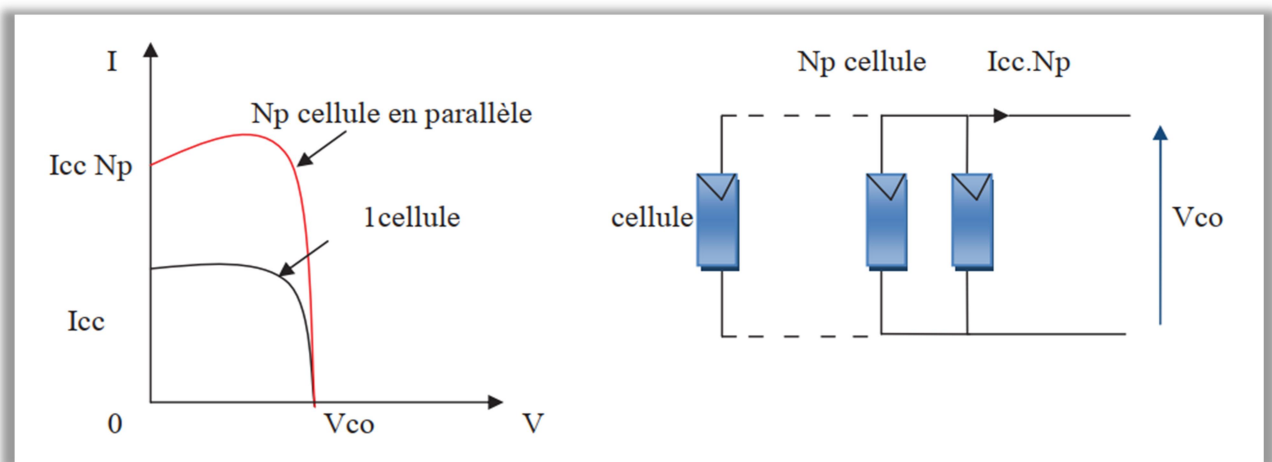 I
Np cellule en parallèle
Icc Np
1cellule
Icc
0
Vco
V
Np cellule
Icc.Np
cellule
Vco